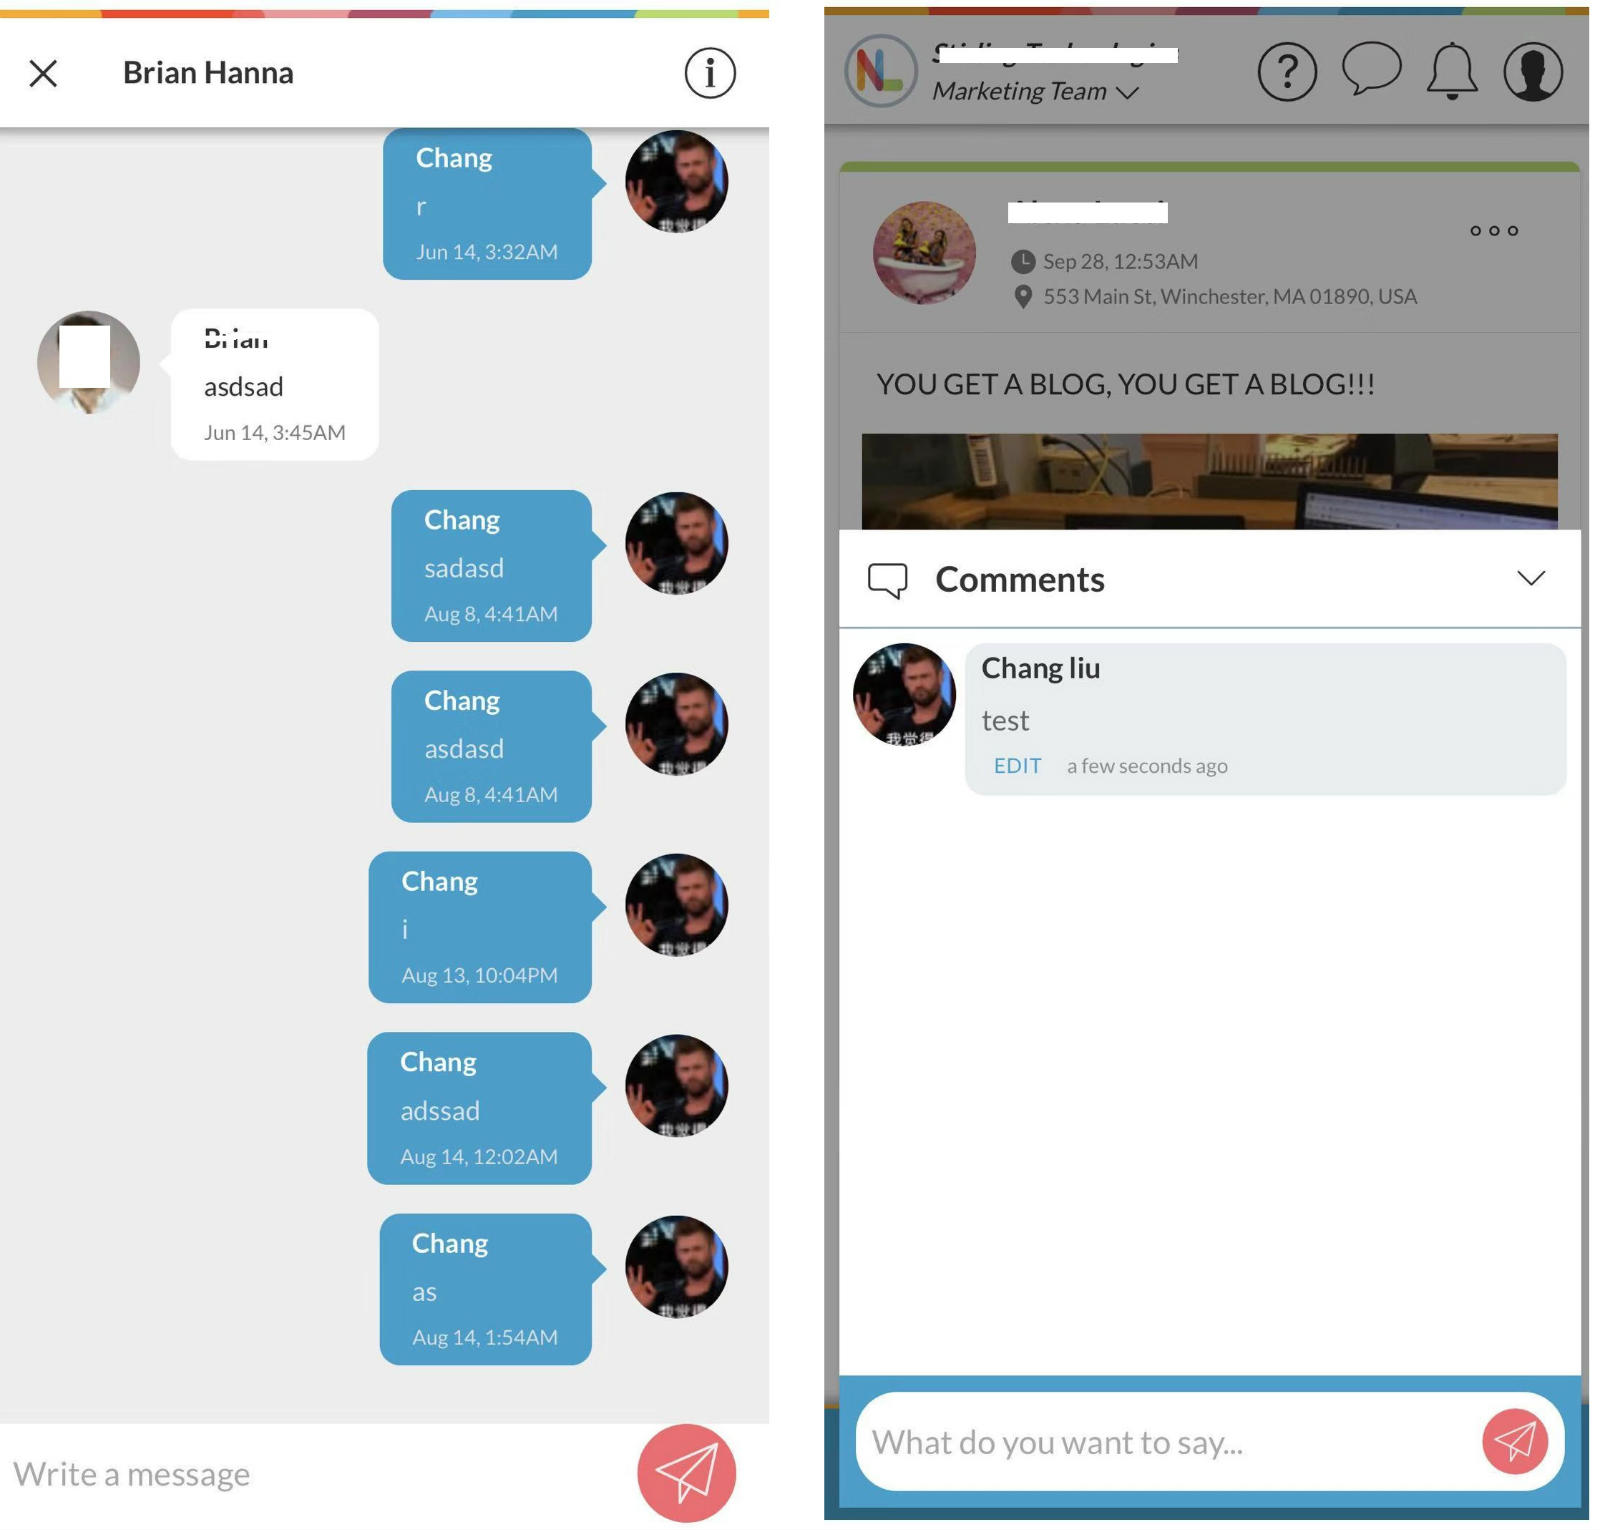 Brian Hanna
Chang
r
Jun 14, 3:32AM
Brian
asdsad
Jun 14, 3:45AM
Chang
sadasd
Aug 8, 4:41AM
Chang
asdasd
Aug 8, 4:41AM
Chang
i
Aug 13, 10:04PM
Chang
adssad
Aug 14, 12:02AM
Chang
as
Aug 14, 1:54AM
Write a message
NL
Marketing Team
Sep 28, 12:53AM
553 Main St, Winchester, MA 01890, USA
YOU GET A BLOG, YOU GET A BLOG!!!
Comments
Chang liu
我觉得
test
EDIT a few seconds ago
What do you want to say...